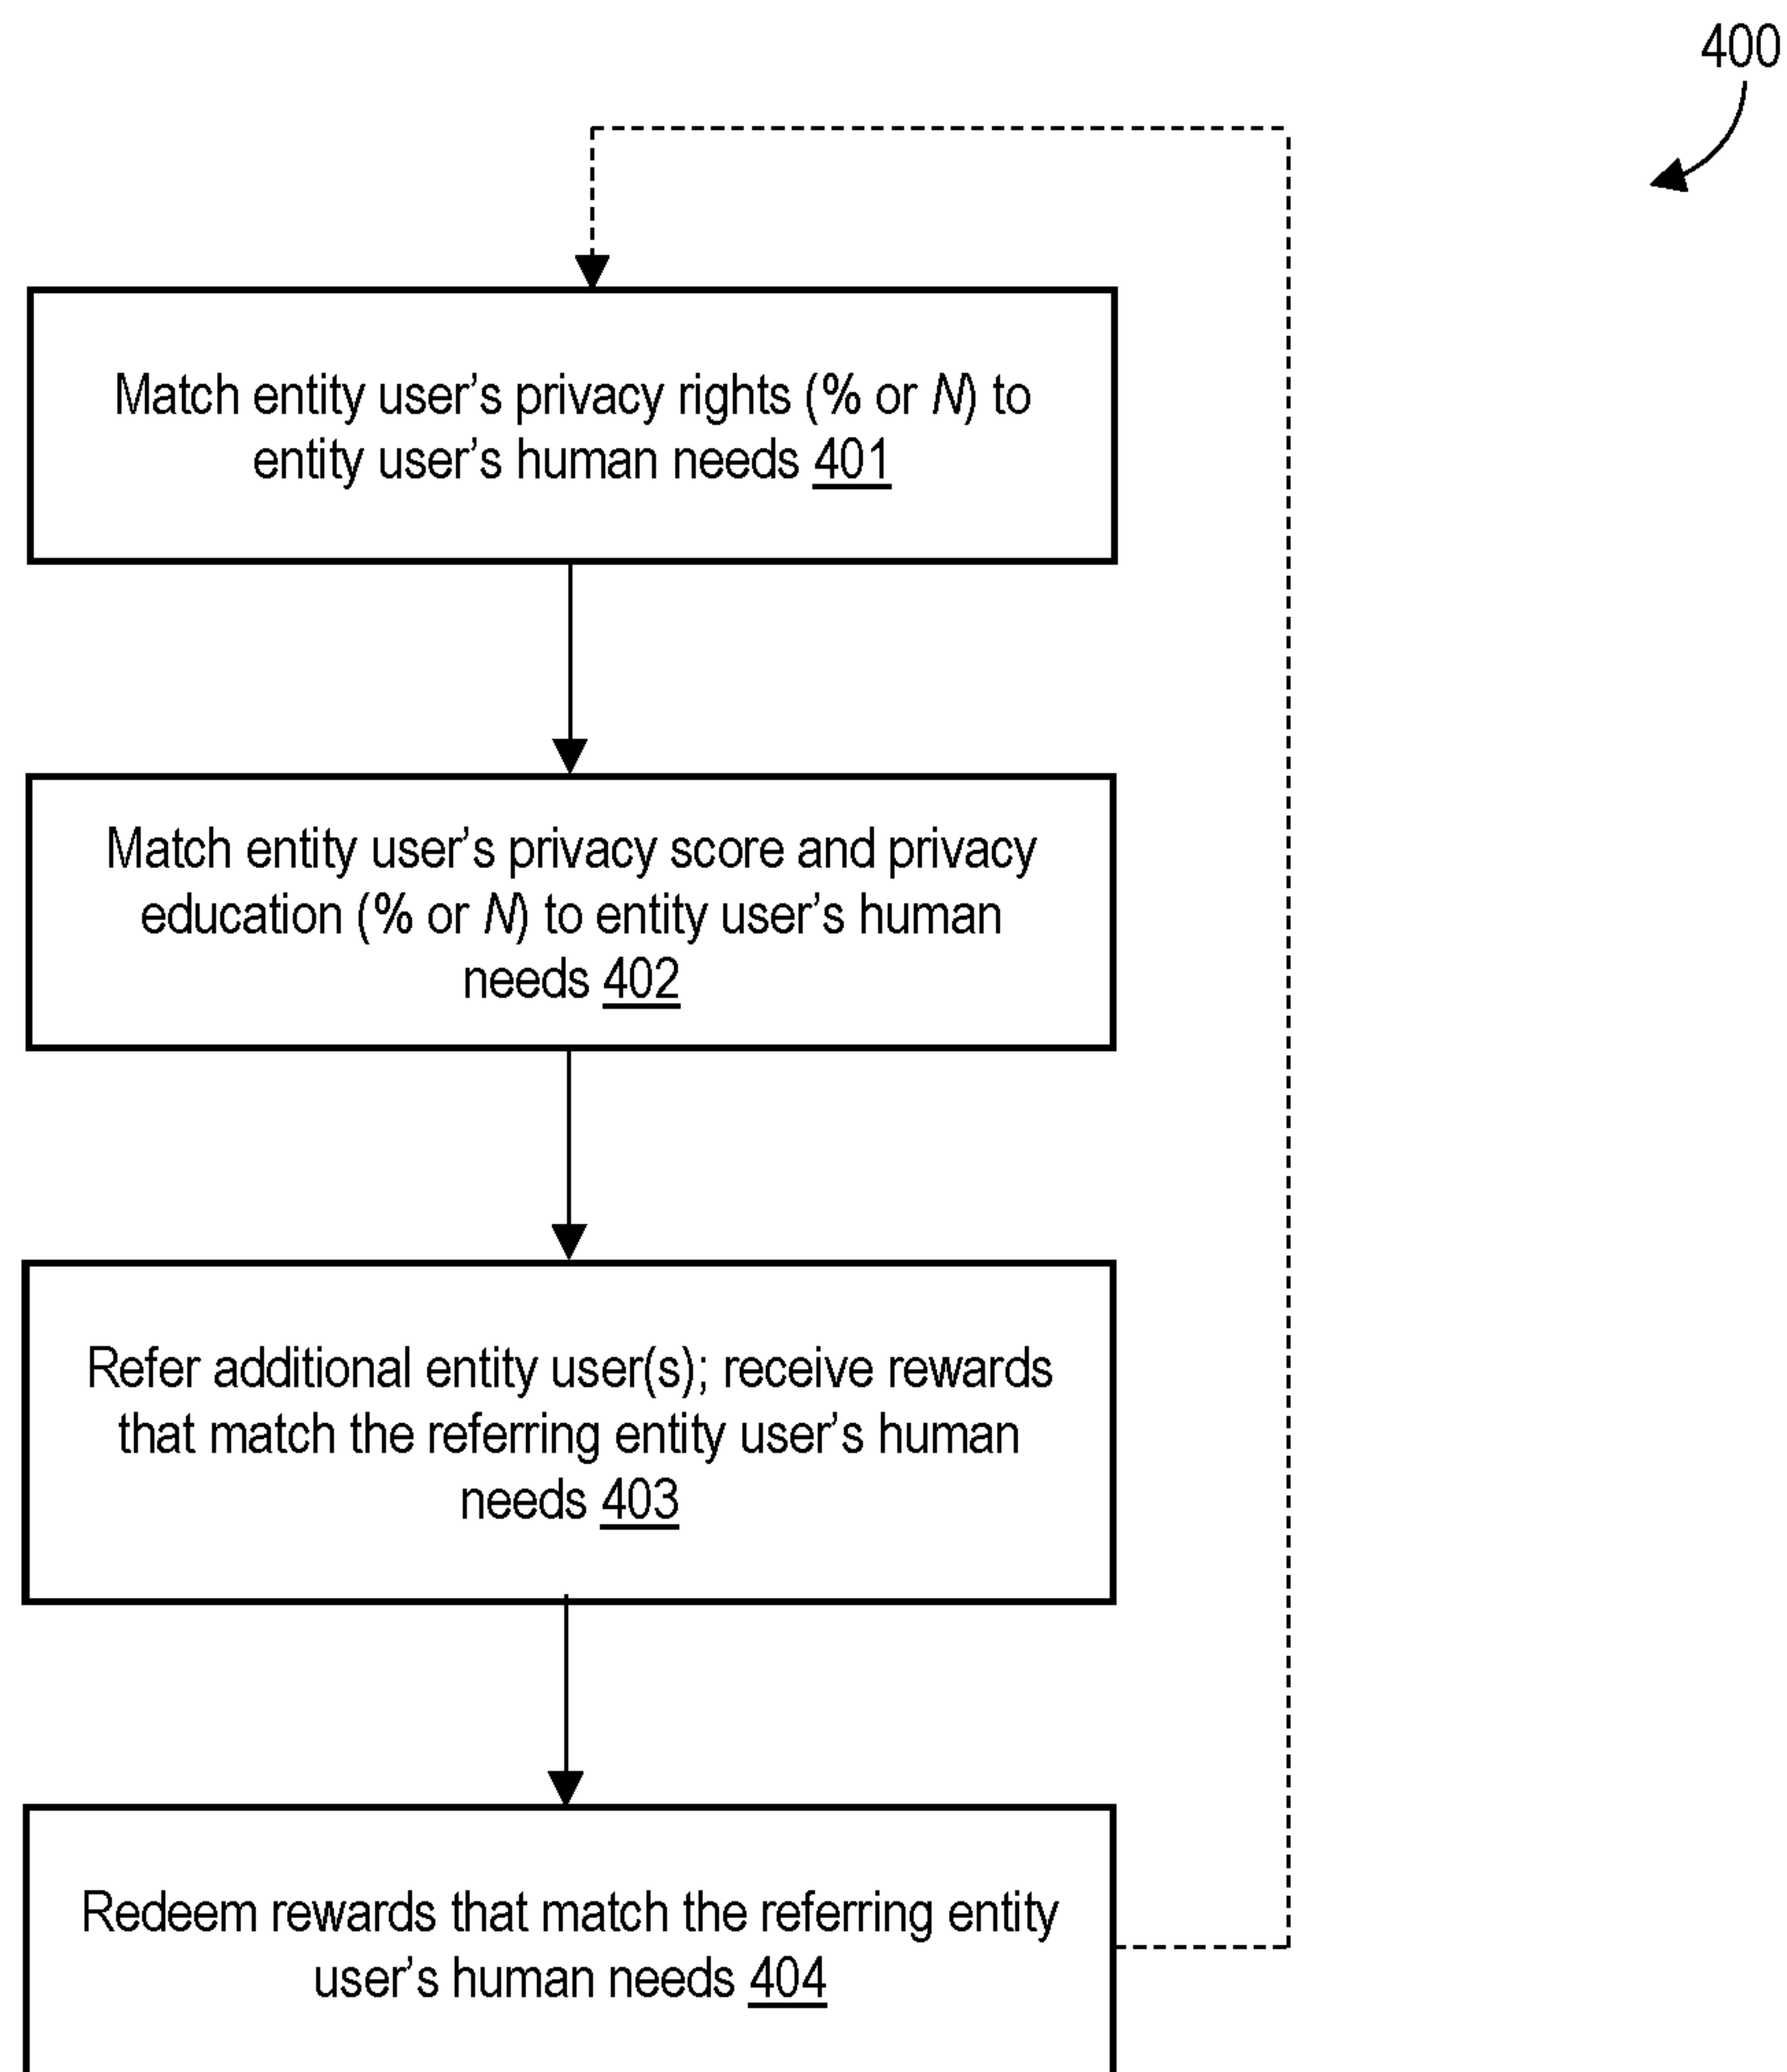 400
Match entity user’s privacy rights (% or N) to
entity user’s human needs 401
Match entity user’s privacy score and privacy
education (% or N) to entity user’s human
needs 402
Refer additional entity user(s); receive rewards
that match the referring entity user’s human
needs 403
Redeem rewards that match the referring entity
user’s human needs 404